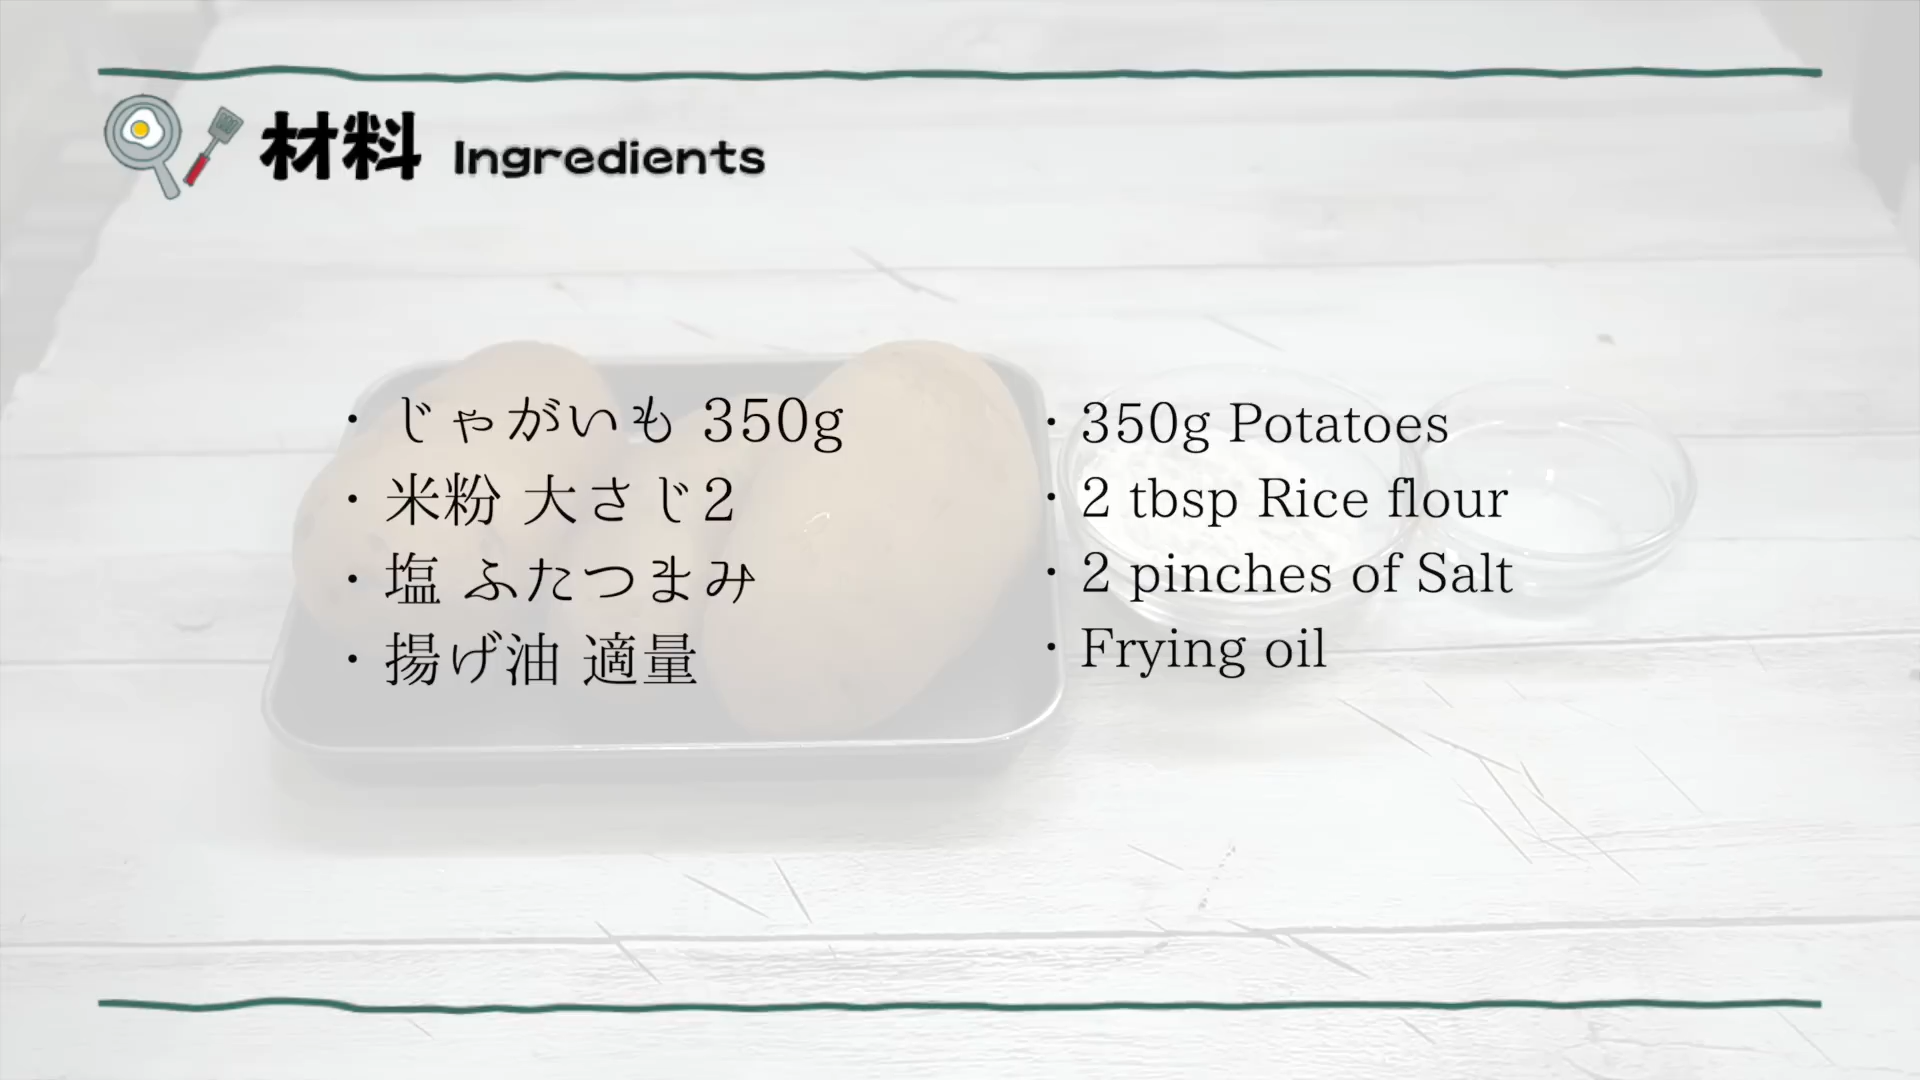 材料 Ingredients
・じゃがいも 350g
・米粉 大さじ2
・塩 ふたつまみ
・揚げ油 適量
・350g Potatoes
・2 tbsp Rice flour
・2 pinches of Salt
・Frying oil